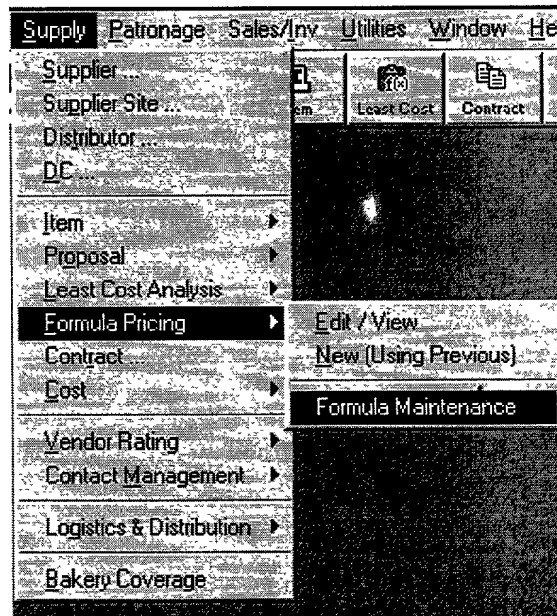 Supply Patronage Sales/Inv Utilities Window He
Supplier ...
Supplier Site ...
Distributor ...
DC ...
em Least Cost Contract
Item
Proposal
Least Cost Analysis
Formula Pricing
Edit / View
Contract ...
New (Using Previous)
Cost
Formula Maintenance
Vendor Rating
Contact Management
Logistics & Distribution
Bakery Coverage